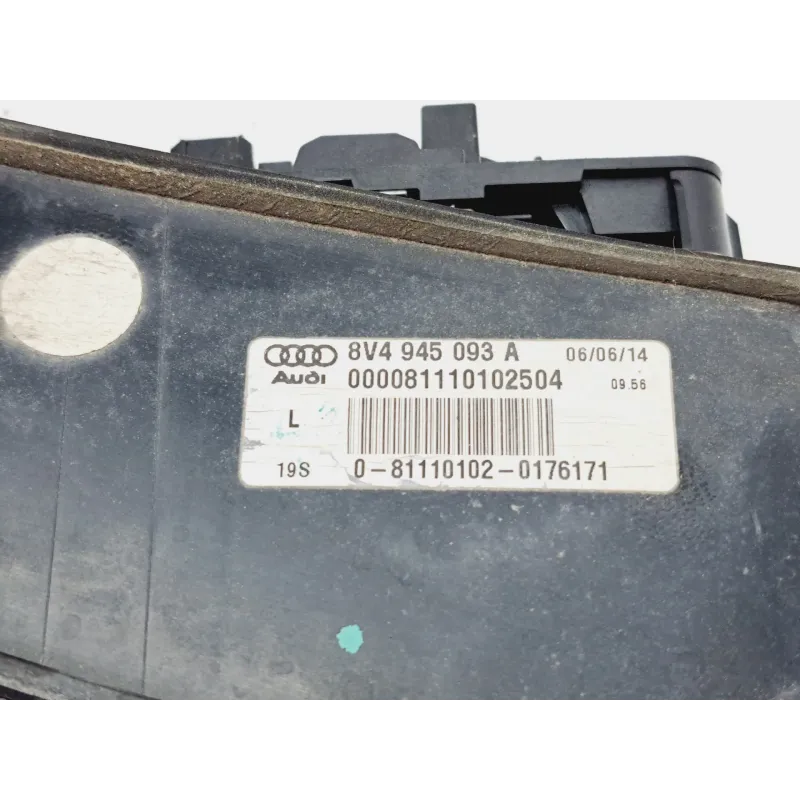 8V4 945 093 A 06/06/14
Audi 000081110102504 09.56
L
19S 0-81110102-0176171